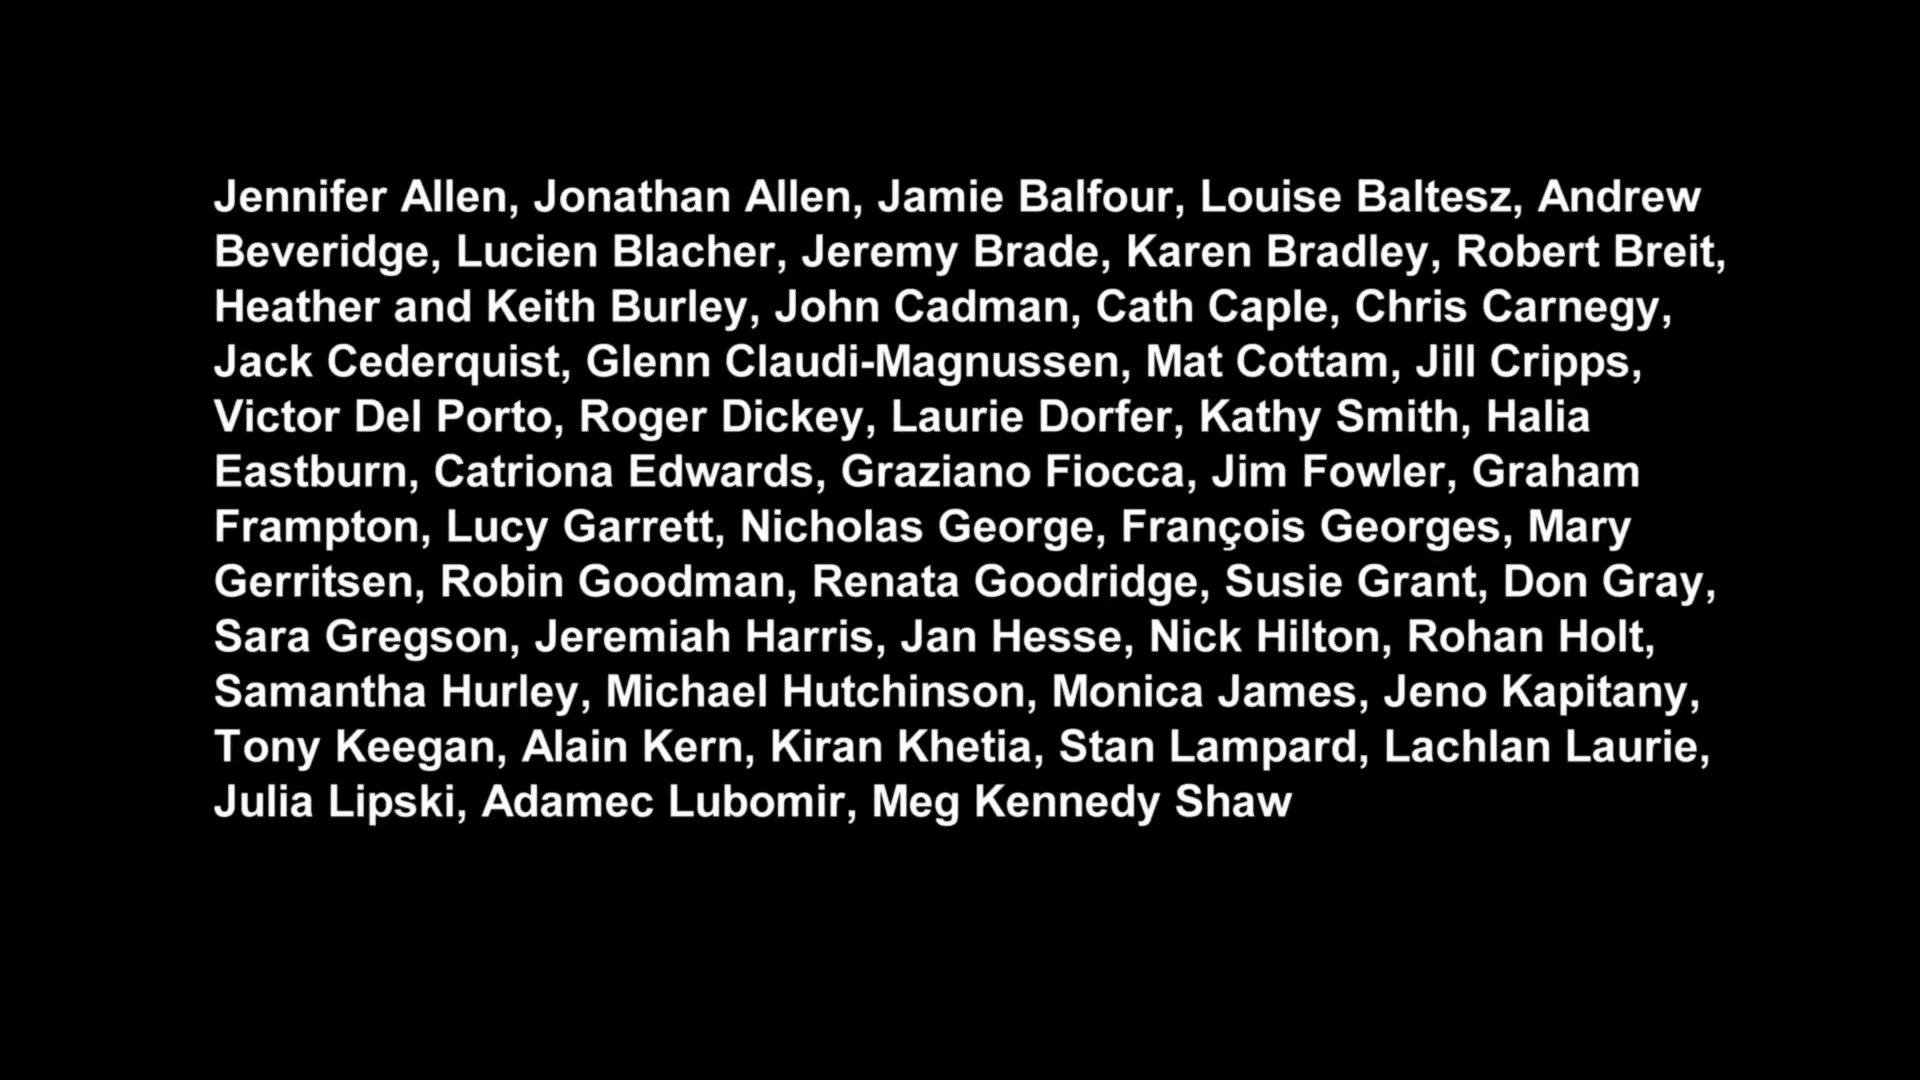 Jennifer Allen, Jonathan Allen, Jamie Balfour, Louise Baltesz, Andrew
Beveridge, Lucien Blacher, Jeremy Brade, Karen Bradley, Robert Breit,
Heather and Keith Burley, John Cadman, Cath Caple, Chris Carnegy,
Jack Cederquist, Glenn Claudi-Magnussen, Mat Cottam, Jill Cripps,
Victor Del Porto, Roger Dickey, Laurie Dorfer, Kathy Smith, Halia
Eastburn, Catriona Edwards, Graziano Fiocca, Jim Fowler, Graham
Frampton, Lucy Garrett, Nicholas George, François Georges, Mary
Gerritsen, Robin Goodman, Renata Goodridge, Susie Grant, Don Gray,
Sara Gregson, Jeremiah Harris, Jan Hesse, Nick Hilton, Rohan Holt,
Samantha Hurley, Michael Hutchinson, Monica James, Jeno Kapitany,
Tony Keegan, Alain Kern, Kiran Khetia, Stan Lampard, Lachlan Laurie,
Julia Lipski, Adamec Lubomir, Meg Kennedy Shaw